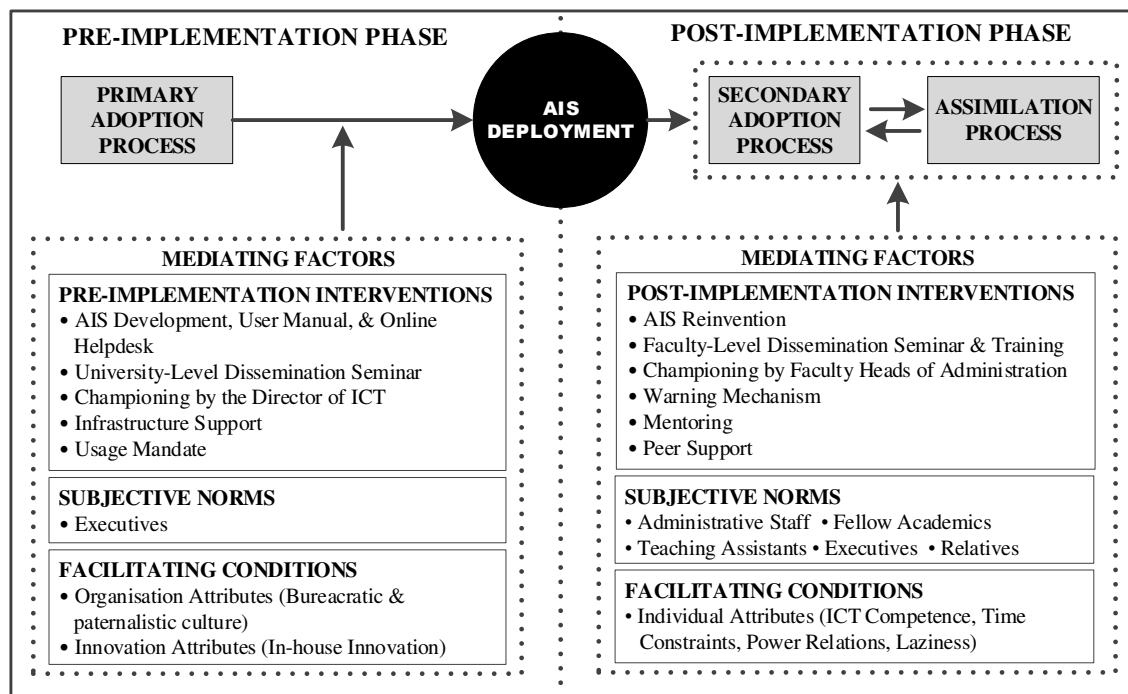 PRE-IMPLEMENTATION PHASE
PRIMARY
ADOPTION
PROCESS
AIS
DEPLOYMENT
POST-IMPLEMENTATION PHASE
SECONDARY
ADOPTION
PROCESS
ASSIMILATION
PROCESS
MEDIATING FACTORS
PRE-IMPLEMENTATION INTERVENTIONS
• AIS Development, User Manual, & Online
Helpdesk
• University-Level Dissemination Seminar
• Championing by the Director of ICT
• Infrastructure Support
• Usage Mandate
SUBJECTIVE NORMS
• Executives
FACILITATING CONDITIONS
• Organisation Attributes (Bureacratic &
paternalistic culture)
• Innovation Attributes (In-house Innovation)
MEDIATING FACTORS
POST-IMPLEMENTATION INTERVENTIONS
• AIS Reinvention
• Faculty-Level Dissemination Seminar & Training
• Championing by Faculty Heads of Administration
• Warning Mechanism
• Mentoring
• Peer Support
SUBJECTIVE NORMS
• Administrative Staff • Fellow Academics
• Teaching Assistants • Executives • Relatives
FACILITATING CONDITIONS
• Individual Attributes (ICT Competence, Time
Constraints, Power Relations, Laziness)